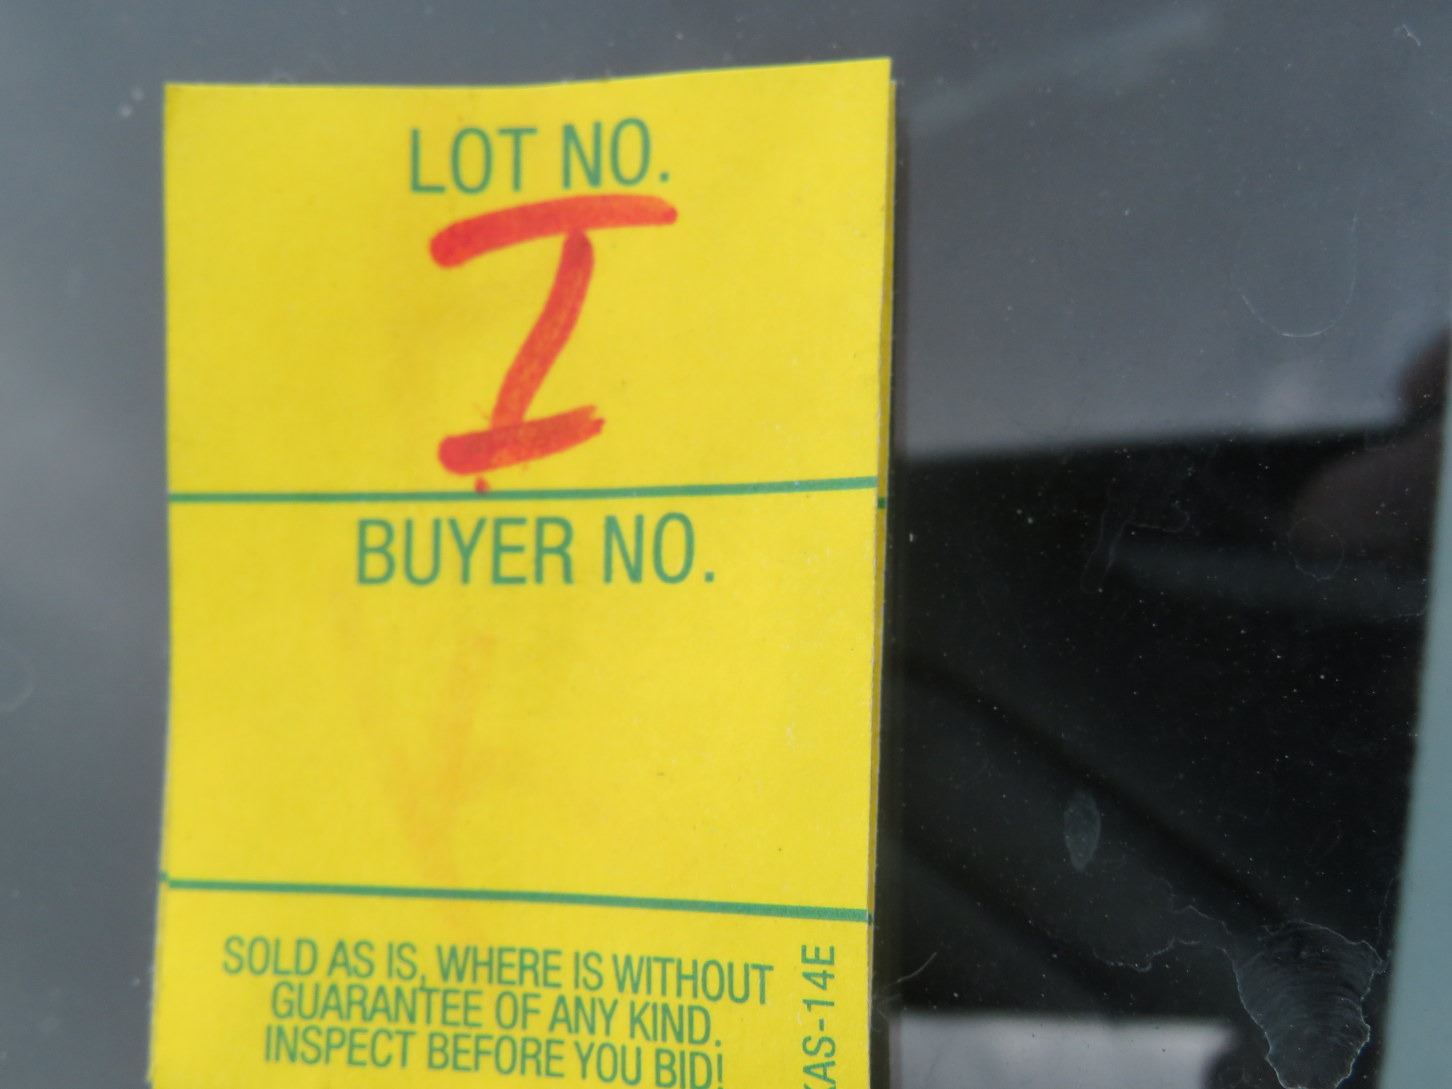 LOT NO.
I
BUYER NO.
SOLD AS IS, WHERE IS WITHOUT
GUARANTEE OF ANY KIND.
INSPECT BEFORE YOU BID!
KAS-14E